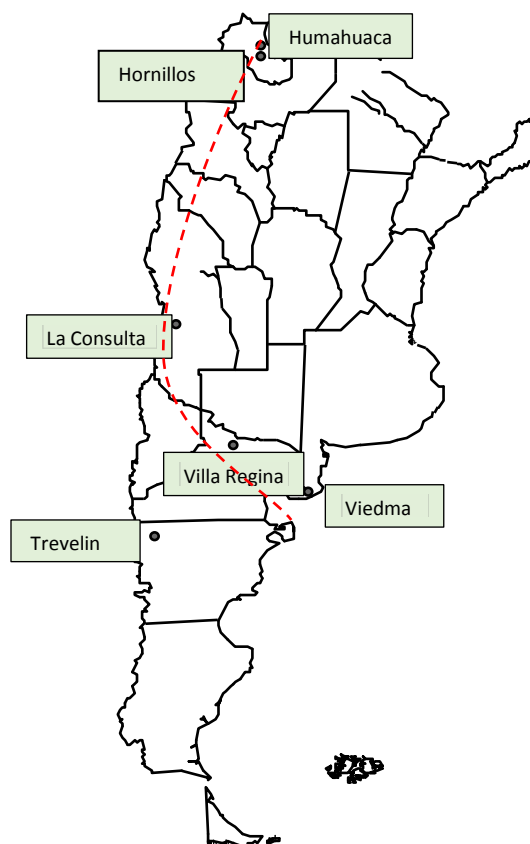 Humahuaca
Hornillos
La Consulta
Villa Regina
Viedma
Trevelin